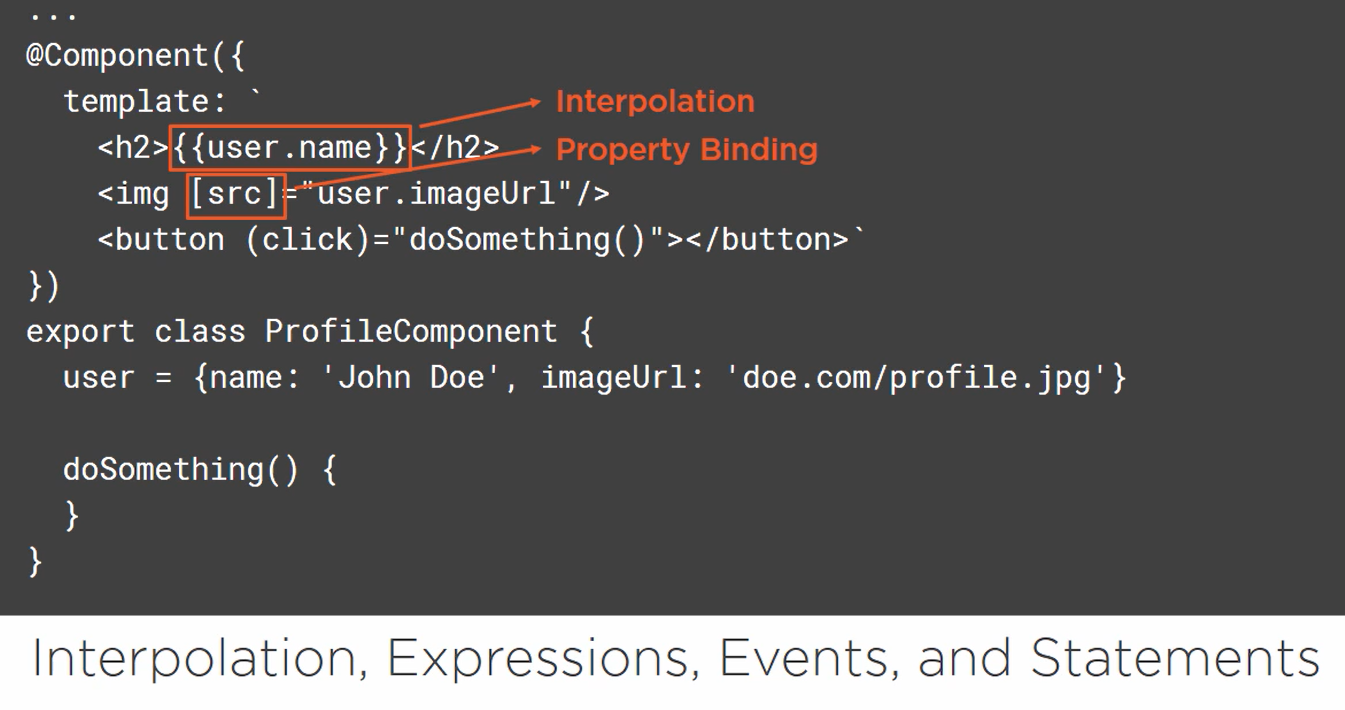 ...
@Component({
template: `
Interpolation
<h2>{{user.name}}</h2>
Property Binding
<img [src]="user.imageUrl"/>
<button (click)="doSomething()"></button>`
})
export class ProfileComponent {
user = {name: 'John Doe', imageUrl: 'doe.com/profile.jpg'}
doSomething() {
}
}
Interpolation, Expressions, Events, and Statements